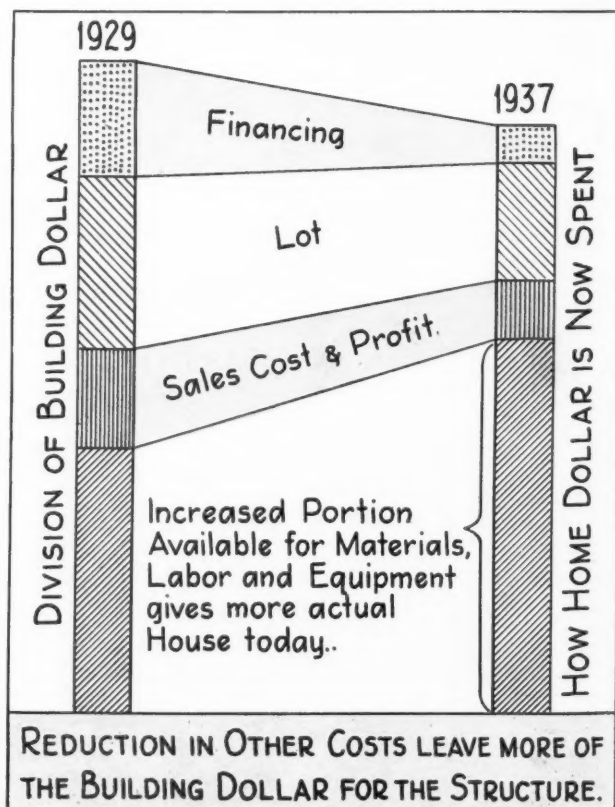 1929
1937
DIVISION OF BUILDING DOLLAR
Financing
Lot
Sales Cost & Profit.
Increased Portion
Available for Materials,
Labor and Equipment
gives more actual
House today..
HOW HOME DOLLAR IS NOW SPENT
REDUCTION IN OTHER COSTS LEAVE MORE OF
THE BUILDING DOLLAR FOR THE STRUCTURE.